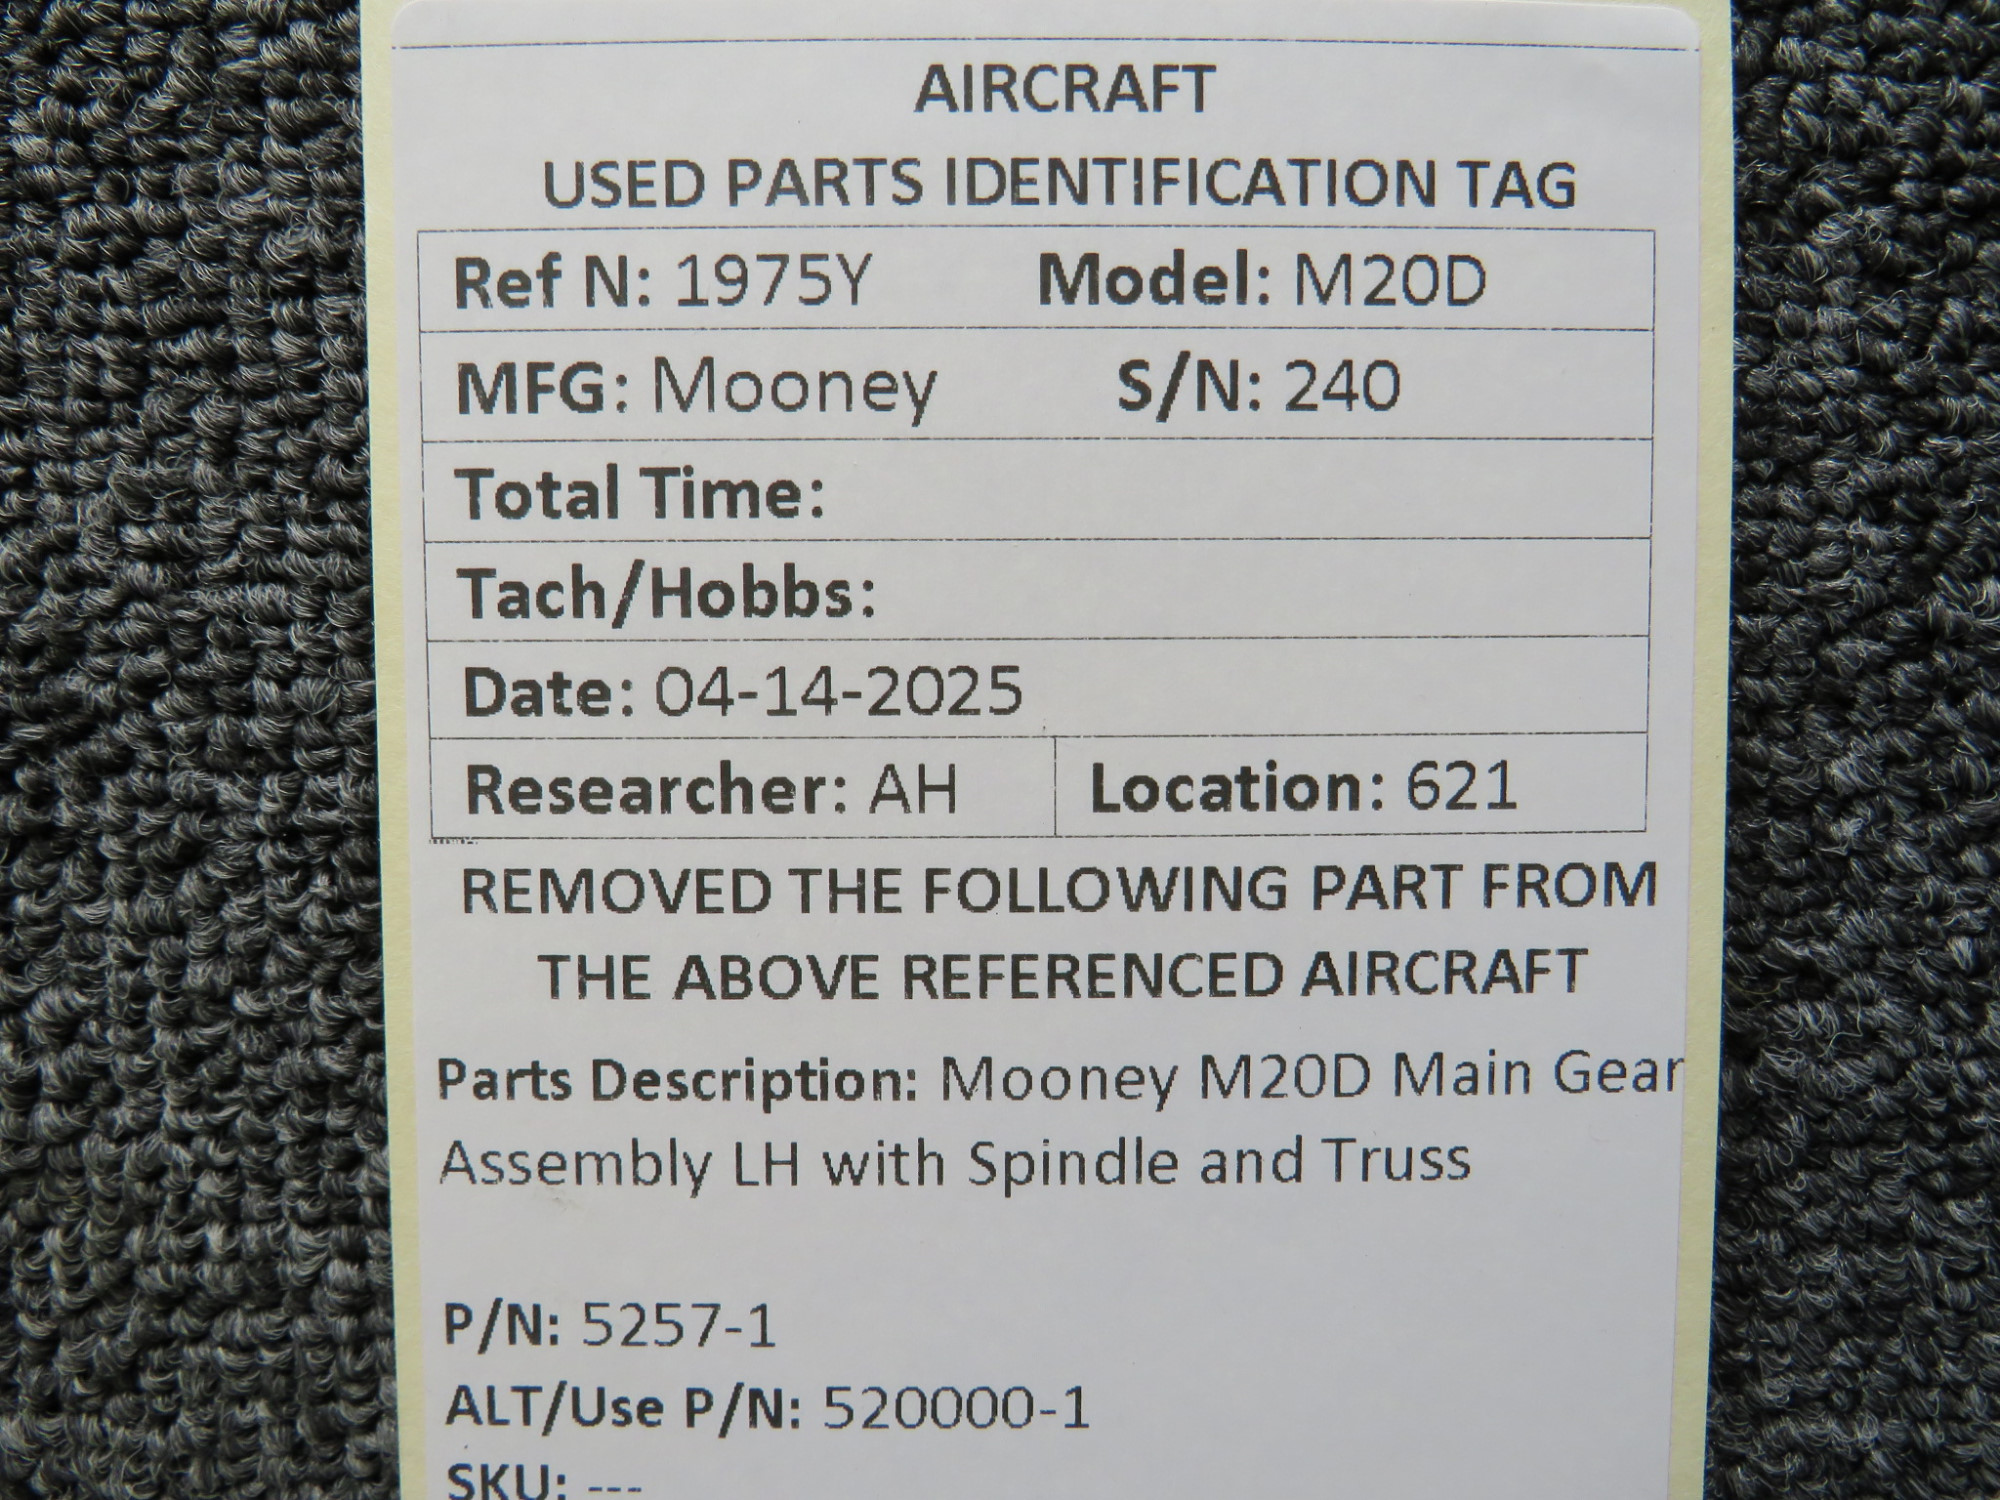 AIRCRAFT
USED PARTS IDENTIFICATION TAG
Ref N: 1975Y Model: M20D
MFG: Mooney S/N: 240
Total Time:
Tach/Hobbs:
Date: 04-14-2025
Researcher: AH Location: 621
REMOVED THE FOLLOWING PART FROM
THE ABOVE REFERENCED AIRCRAFT
Parts Description: Mooney M20D Main Gear
Assembly LH with Spindle and Truss
P/N: 5257-1
ALT/Use P/N: 520000-1
SKU: ---